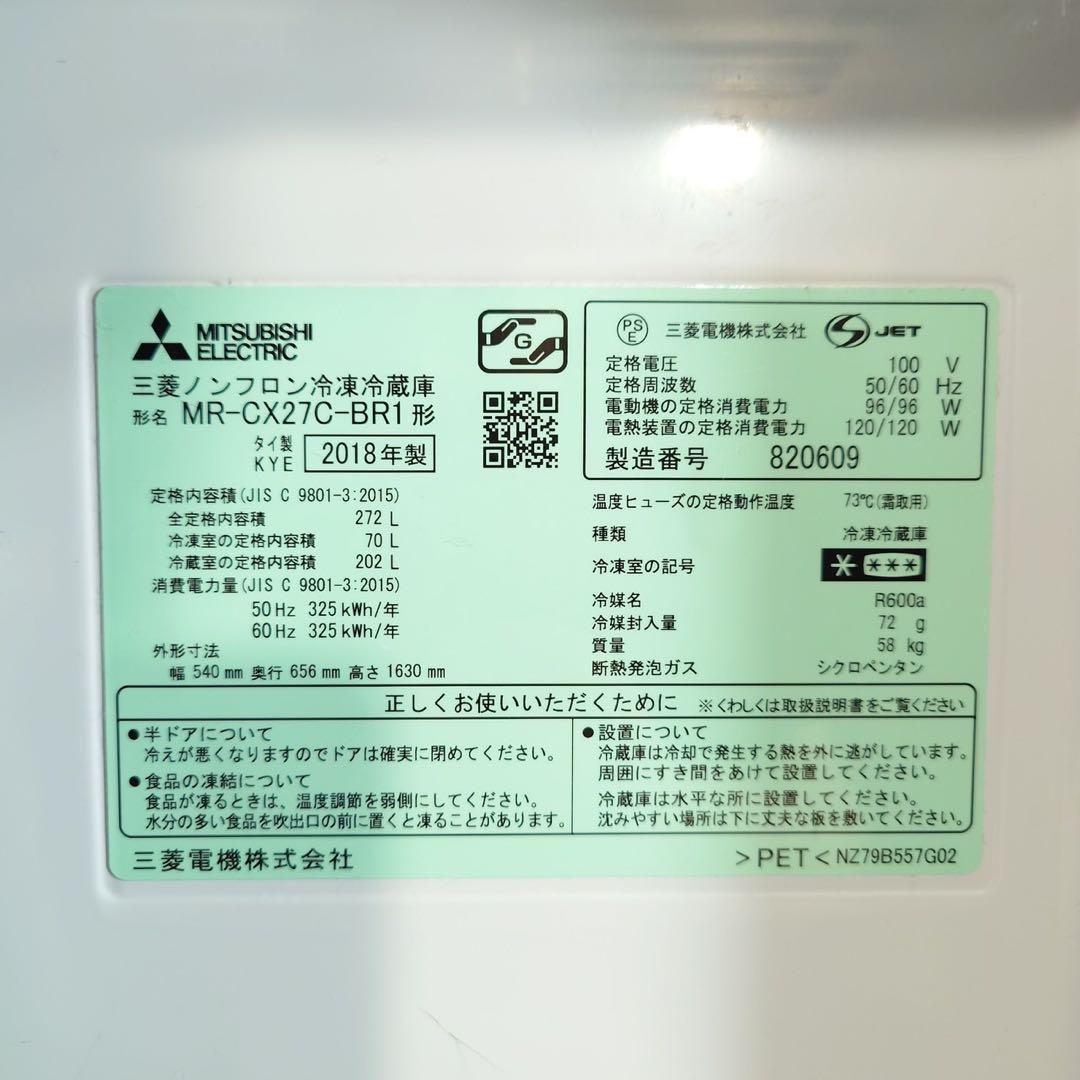 MITSUBISHI
ELECTRIC
三菱ノンフロン冷凍冷蔵庫
形名 MR-CX27C-BR1形
タイ製
KYE 2018年製
G
定格内容積(JIS C 9801-3:2015)
全定格内容積 272 L
冷凍室の定格内容積 70 L
冷蔵室の定格内容積 202 L
消費電力量(JIS C 9801-3:2015)
50Hz 325kWh/年
60Hz 325kWh/年
外形寸法
幅 540 mm 奥行 656 mm 高さ 1630 mm
PS
E 三菱電機株式会社 JET
定格電圧 100 V
定格周波数 50/60 Hz
電動機の定格消費電力 96/96 W
電熱装置の定格消費電力 120/120 W
製造番号 820609
温度ヒューズの定格動作温度 73℃(霜取用)
種類 冷凍冷蔵庫
冷凍室の記号 * ***
冷媒名 R600a
冷媒封入量 72 g
質量 58 kg
断熱発泡ガス シクロペンタン
正しくお使いいただくために ※くわしくは取扱説明書をご覧ください
●半ドアについて
冷えが悪くなりますのでドアは確実に閉めてください。
●食品の凍結について
食品が凍るときは、温度調節を弱側にしてください。
水分の多い食品を吹出口の前に置くと凍ることがあります。
●設置について
冷蔵庫は冷却で発生する熱を外に逃がしています。
周囲にすき間をあけて設置してください。
冷蔵庫は水平な所に設置してください。
沈みやすい場所は下に丈夫な板を敷いてください。
三菱電機株式会社 >PET< NZ79B557G02